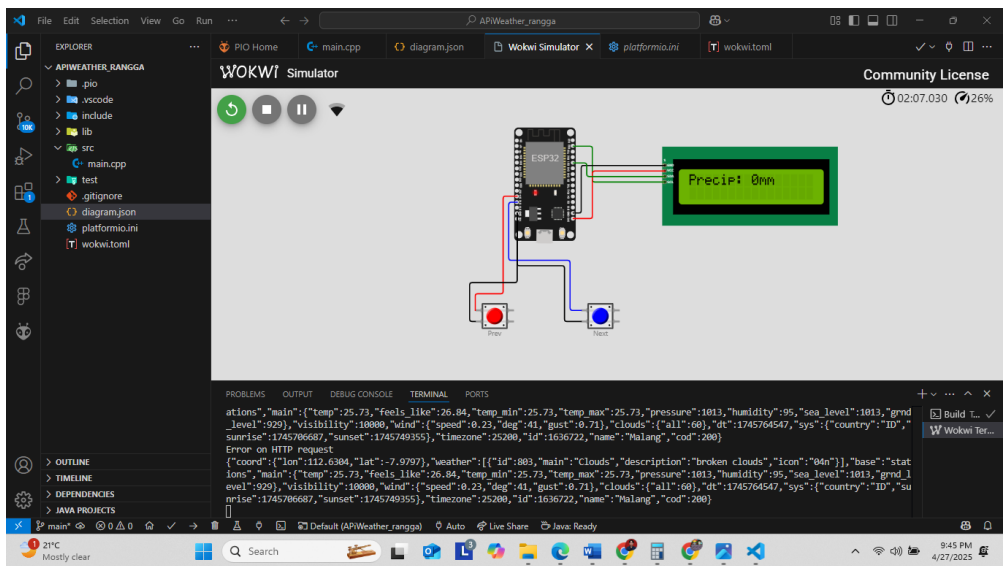 File Edit Selection View Go Run ... APiWeather_rangga
EXPLORER ...
PIO Home main.cpp diagram.json Wokwi Simulator platformio.ini [T] wokwi.toml
APIWEATHER_RANGGA
.pio
.vscode
include
lib
src
main.cpp
test
.gitignore
diagram.json
platformio.ini
[T] wokwi.toml
OUTLINE
TIMELINE
DEPENDENCIES
JAVA PROJECTS
10K
1
WOKWI Simulator
Community License
02:07.030 26%
ESP32
Precip: 0mm
Prev
Next
PROBLEMS OUTPUT DEBUG CONSOLE TERMINAL PORTS
ations","main":{"temp":25.73,"feels_like":26.84,"temp_min":25.73,"temp_max":25.73,"pressure":1013,"humidity":95,"sea_level":1013,"grnd
_level":929},"visibility":10000,"wind":{"speed":0.23,"deg":41,"gust":0.71},"clouds":{"all":60},"dt":1745764547,"sys":{"country":"ID","
sunrise":1745706687,"sunset":1745749355},"timezone":25200,"id":1636722,"name":"Malang","cod":200}
Error on HTTP request
{"coord":{"lon":112.6304,"lat":-7.9797},"weather":[{"id":803,"main":"Clouds","description":"broken clouds","icon":"04n"}],"base":"stat
ions","main":{"temp":25.73,"feels_like":26.84,"temp_min":25.73,"temp_max":25.73,"pressure":1013,"humidity":95,"sea_level":1013,"grnd_l
evel":929},"visibility":10000,"wind":{"speed":0.23,"deg":41,"gust":0.71},"clouds":{"all":60},"dt":1745764547,"sys":{"country":"ID","su
nrise":1745706687,"sunset":1745749355},"timezone":25200,"id":1636722,"name":"Malang","cod":200}
Build T...
Wokwi Ter...
main* 0 0 0 Default (APiWeather_rangga) Auto Live Share Java: Ready
1
21°C
Mostly clear
Search
9:45 PM
4/27/2025